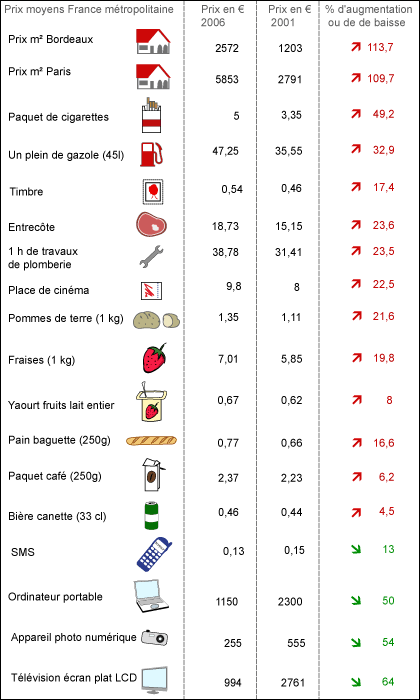 Prix moyens France métropolitaine Prix en € 2006 Prix en € 2001 % d'augmentation ou de de baisse
Prix m² Bordeaux 2572 1203 113,7
Prix m² Paris 5853 2791 109,7
Paquet de cigarettes 5 3,35 49,2
Un plein de gazole (45l) 47,25 35,55 32,9
Timbre 0,54 0,46 17,4
Entrecôte 18,73 15,15 23,6
1 h de travaux de plomberie 38,78 31,41 23,5
Place de cinéma 9,8 8 22,5
Pommes de terre (1 kg) 1,35 1,11 21,6
Fraises (1 kg) 7,01 5,85 19,8
Yaourt fruits lait entier 0,67 0,62 8
Pain baguette (250g) 0,77 0,66 16,6
Paquet café (250g) 2,37 2,23 6,2
Bière canette (33 cl) 0,46 0,44 4,5
SMS 0,13 0,15 13
Ordinateur portable 1150 2300 50
Appareil photo numérique 255 555 54
Télévision écran plat LCD 994 2761 64